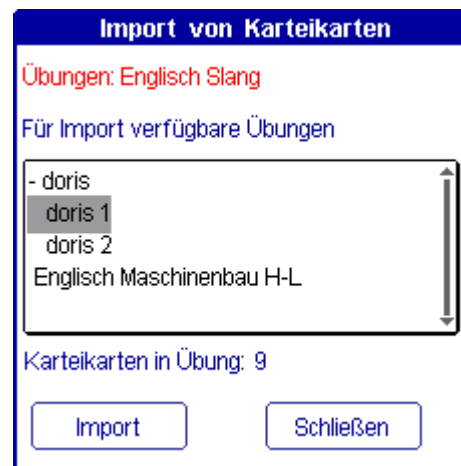 Import von Karteikarten
Übungen: Englisch Slang
Für Import verfügbare Übungen
- doris
doris 1
doris 2
Englisch Maschinenbau H-L
Karteikarten in Übung: 9
Import Schließen